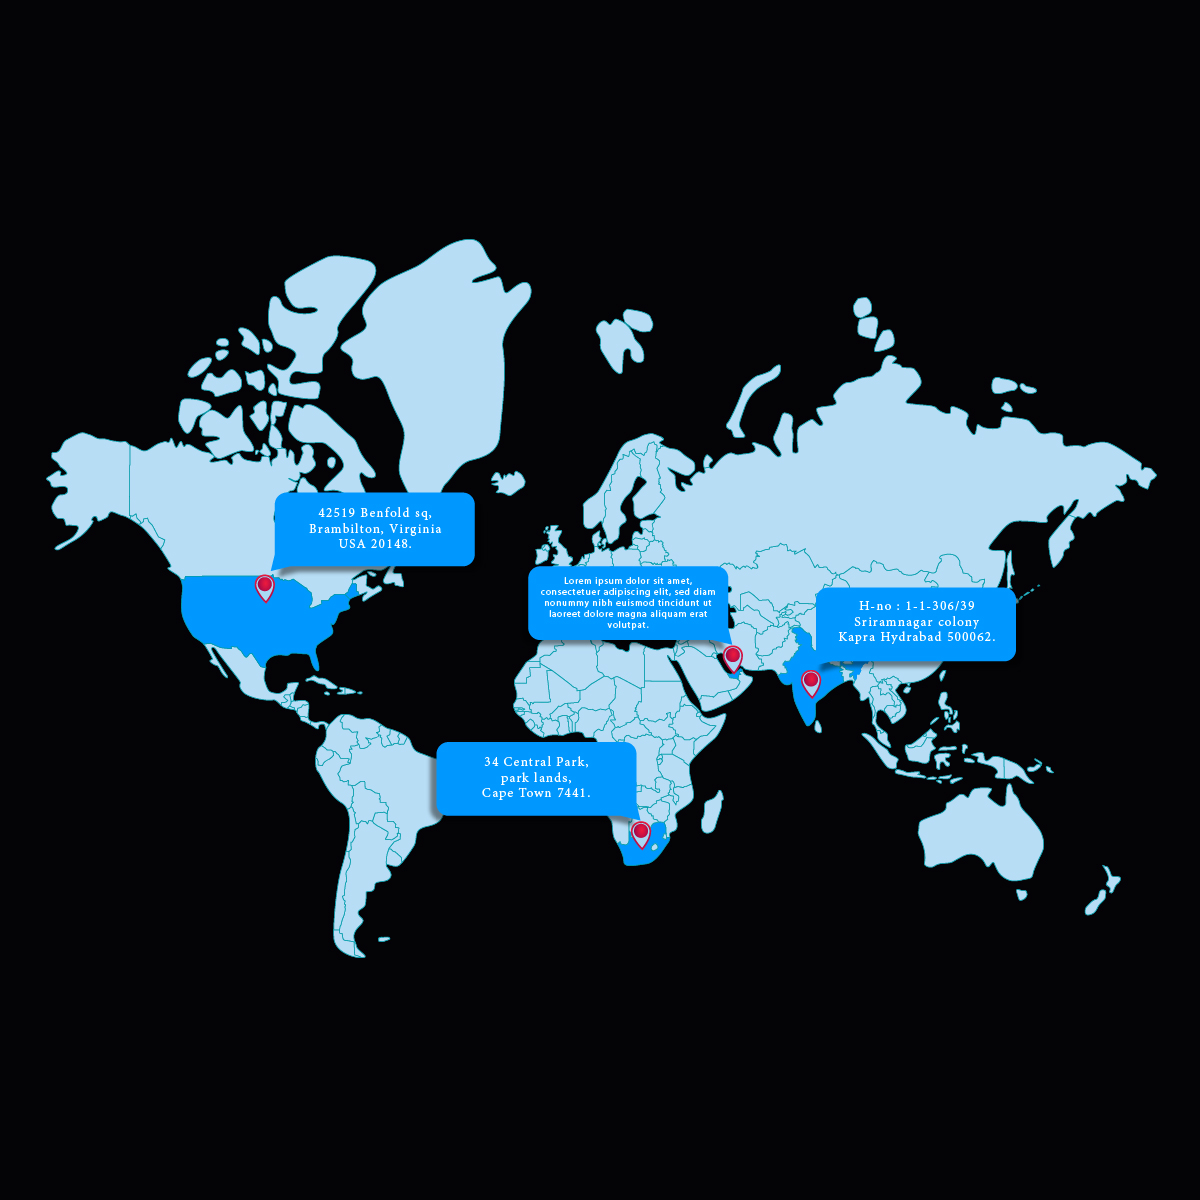 42519 Benfold sq,
Brambilton, Virginia
USA 20148.
Lorem ipsum dolor sit amet,
consectetuer adipiscing elit, sed diam
nonummy nibh euismod tincidunt ut
laoreet dolore magna aliquam erat
volutpat.
H-no : 1-1-306/39
Sriramnagar colony
Kapra Hydrabad 500062.
34 Central Park,
park lands,
Cape Town 7441.